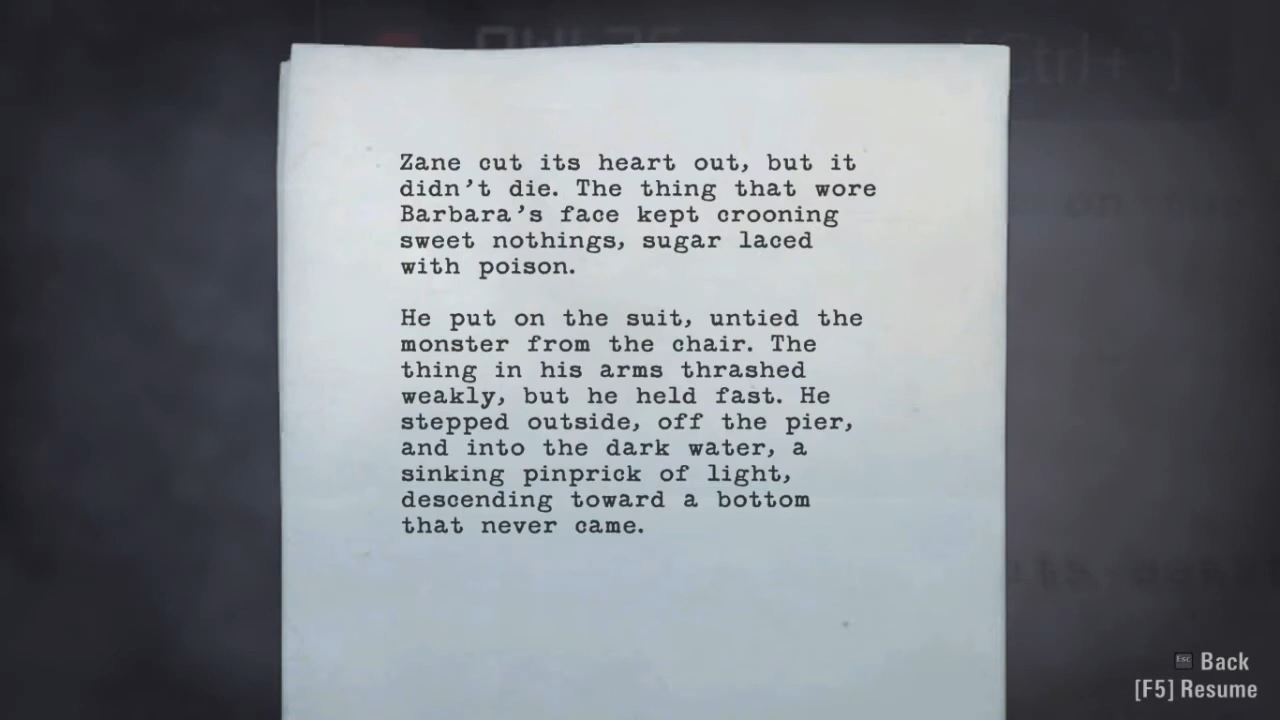 Zane cut its heart out, but it
didn't die. The thing that wore
Barbara's face kept crooning
sweet nothings, sugar laced
with poison.
He put on the suit, untied the
monster from the chair. The
thing in his arms thrashed
weakly, but he held fast. He
stepped outside, off the pier,
and into the dark water, a
sinking pinprick of light,
descending toward a bottom
that never came.
Esc Back
[F5] Resume